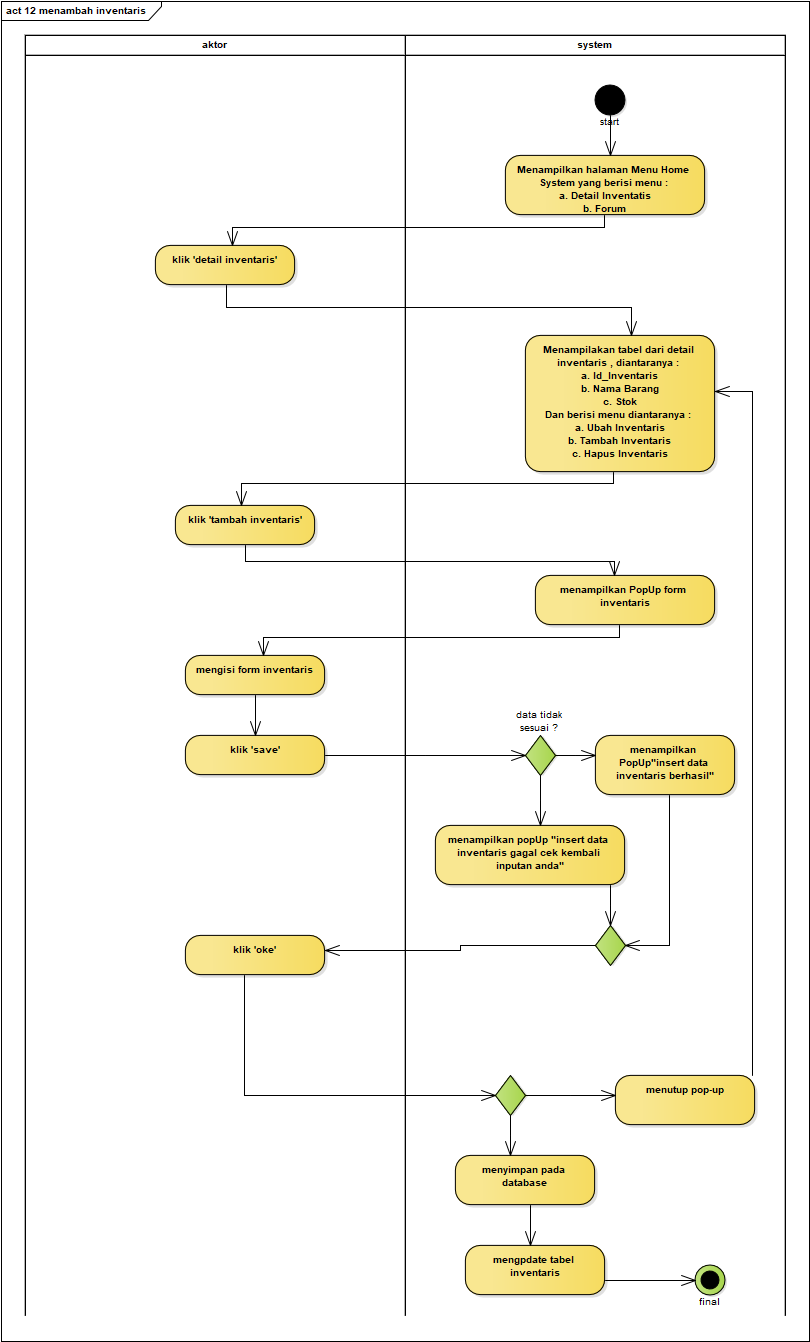 act 12 menambah inventaris
aktor
system
start
Menampilkan halaman Menu Home
System yang berisi menu :
a. Detail Inventatis
b. Forum
klik 'detail inventaris'
Menampilakan tabel dari detail
inventaris , diantaranya :
a. Id_Inventaris
b. Nama Barang
c. Stok
Dan berisi menu diantaranya :
a. Ubah Inventaris
b. Tambah Inventaris
c. Hapus Inventaris
klik 'tambah inventaris'
menampilkan PopUp form
inventaris
mengisi form inventaris
data tidak
sesuai ?
klik 'save'
menampilkan
PopUp"insert data
inventaris berhasil"
menampilkan popUp "insert data
inventaris gagal cek kembali
inputan anda"
klik 'oke'
menutup pop-up
menyimpan pada
database
mengpdate tabel
inventaris
final